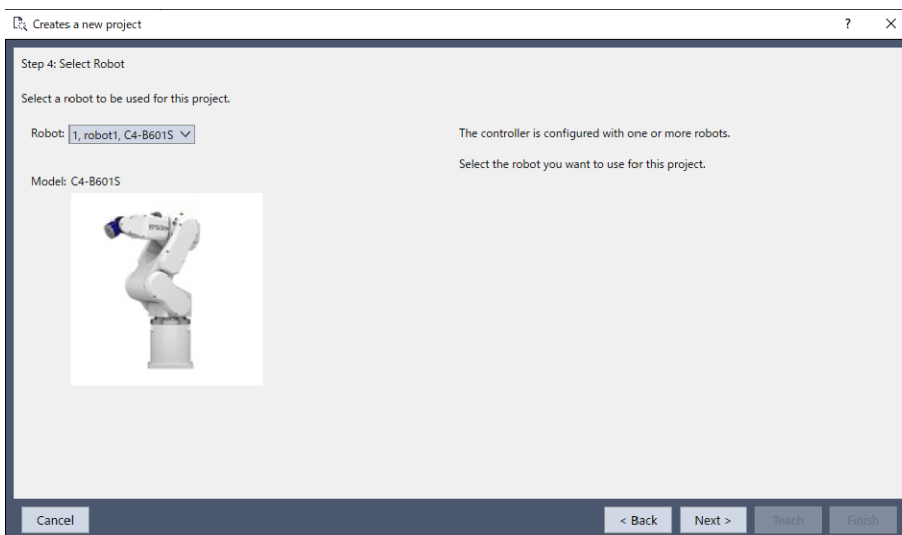 Creates a new project
?
Step 4: Select Robot
Select a robot to be used for this project.
Robot: 1, robot1, C4-B601S
The controller is configured with one or more robots.
Select the robot you want to use for this project.
Model: C4-B601S
EPSON
Cancel
< Back
Next >
Teach
Finish